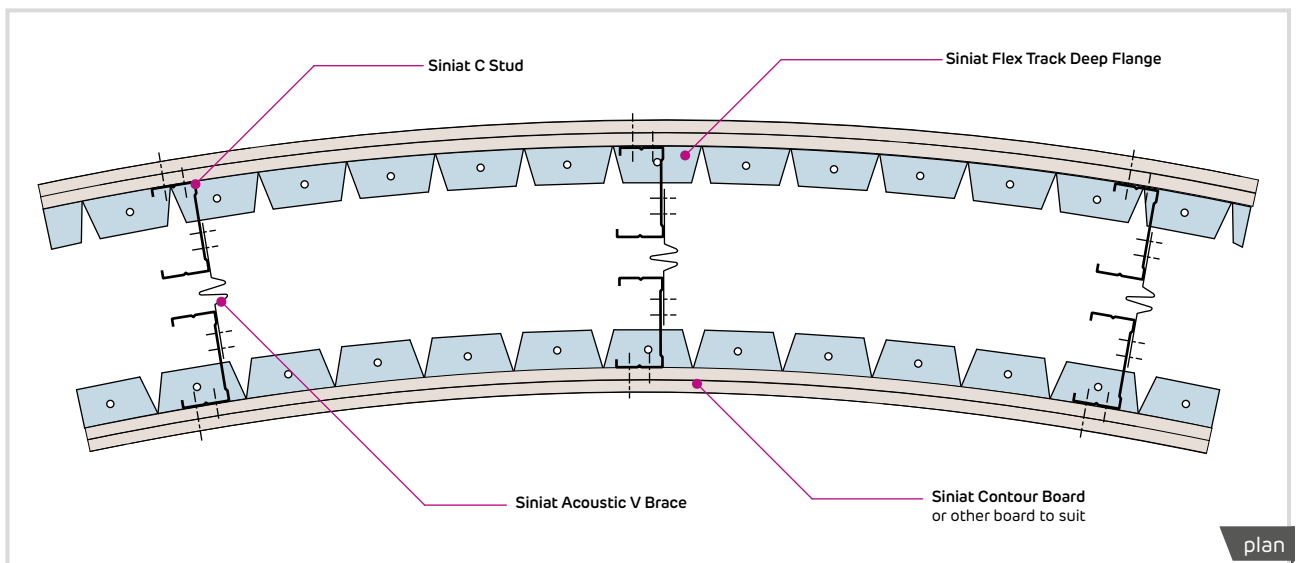 Siniat C Stud
Siniat Flex Track Deep Flange
Siniat Acoustic V Brace
Siniat Contour Board
or other board to suit
plan